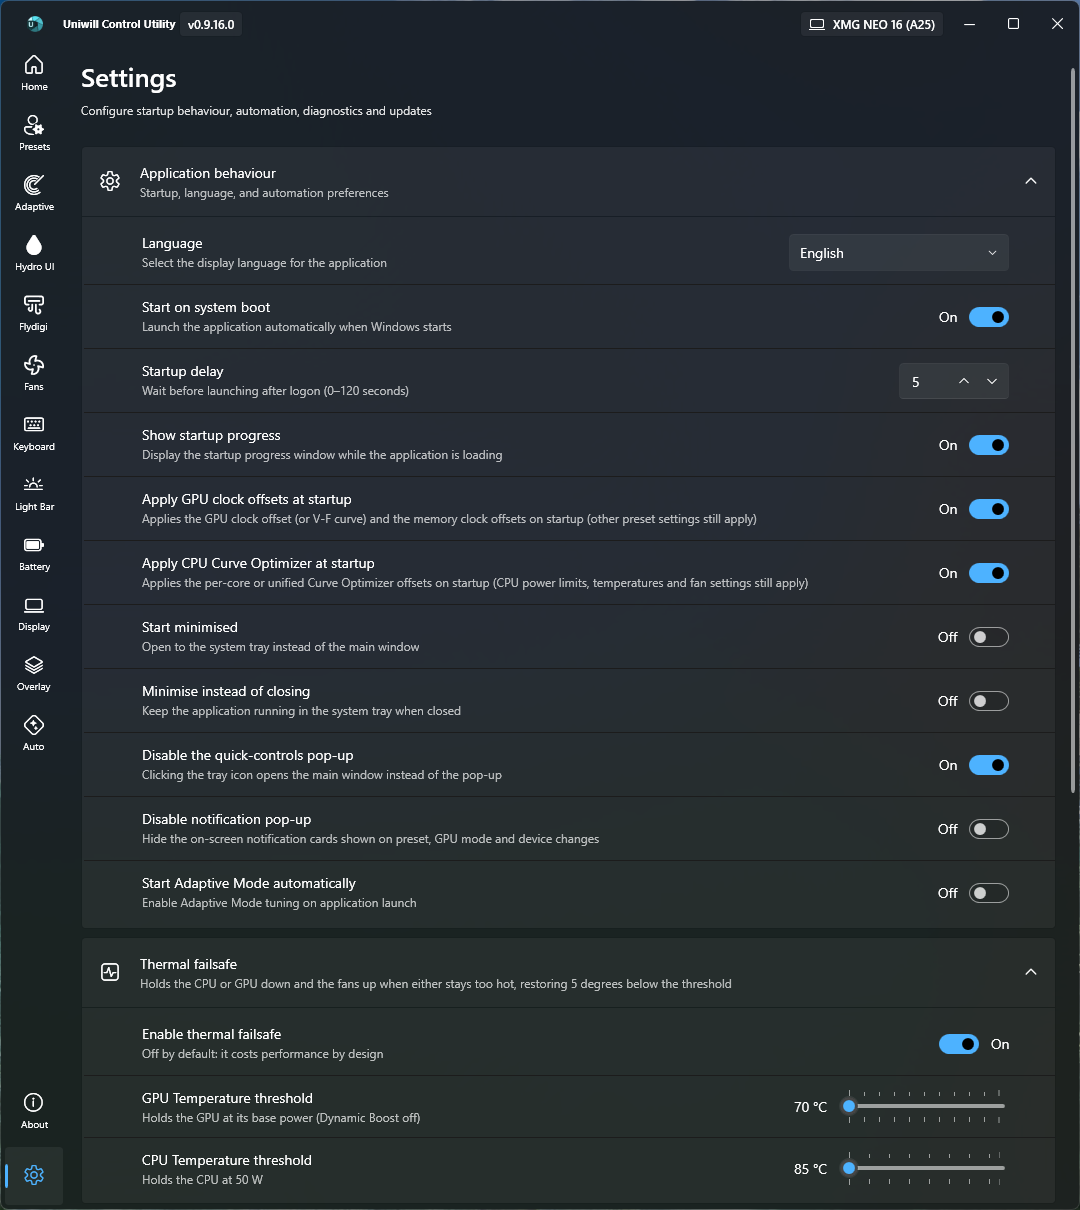 Uniwill Control Utility v0.9.16.0
XMG NEO 16 (A25)
Home
Presets
Adaptive
Hydro UI
Flydigi
Fans
Keyboard
Light Bar
Battery
Display
Overlay
Auto
About
Settings
Configure startup behaviour, automation, diagnostics and updates
Application behaviour
Startup, language, and automation preferences
Language
Select the display language for the application
English
Start on system boot
Launch the application automatically when Windows starts
On
Startup delay
Wait before launching after logon (0–120 seconds)
5
Show startup progress
Display the startup progress window while the application is loading
On
Apply GPU clock offsets at startup
Applies the GPU clock offset (or V-F curve) and the memory clock offsets on startup (other preset settings still apply)
On
Apply CPU Curve Optimizer at startup
Applies the per-core or unified Curve Optimizer offsets on startup (CPU power limits, temperatures and fan settings still apply)
On
Start minimised
Open to the system tray instead of the main window
Off
Minimise instead of closing
Keep the application running in the system tray when closed
Off
Disable the quick-controls pop-up
Clicking the tray icon opens the main window instead of the pop-up
On
Disable notification pop-up
Hide the on-screen notification cards shown on preset, GPU mode and device changes
Off
Start Adaptive Mode automatically
Enable Adaptive Mode tuning on application launch
Off
Thermal failsafe
Holds the CPU or GPU down and the fans up when either stays too hot, restoring 5 degrees below the threshold
Enable thermal failsafe
Off by default: it costs performance by design
On
GPU Temperature threshold
Holds the GPU at its base power (Dynamic Boost off)
70 °C
CPU Temperature threshold
Holds the CPU at 50 W
85 °C